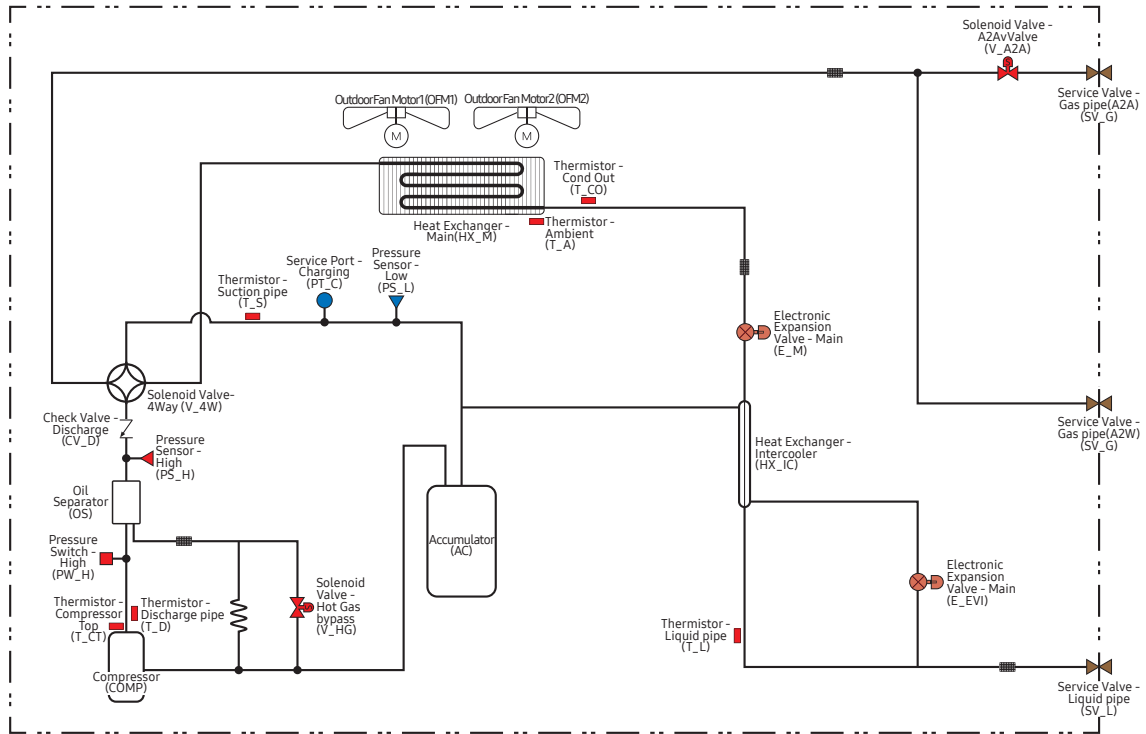 Solenoid Valve -
A2AvValve
(V_A2A)
Service Valve -
Gas pipe(A2A)
(SV_G)
OutdoorFan Motor1 (OFM1)
OutdoorFan Motor2 (OFM2)
M
M
Thermistor -
Cond Out
(T_CO)
Heat Exchanger -
Main(HX_M)
Thermistor -
Ambient
(T_A)
Pressure
Sensor -
Low
(PS_L)
Service Port -
Charging
(PT_C)
Thermistor -
Suction pipe
(T_S)
Electronic
Expansion
Valve - Main
(E_M)
Solenoid Valve-
4Way (V_4W)
Check Valve -
Discharge
(CV_D)
Pressure
Sensor -
High
(PS_H)
Service Valve -
Gas pipe(A2W)
(SV_G)
Heat Exchanger -
Intercooler
(HX_IC)
Oil
Separator
(OS)
Accumulator
(AC)
Pressure
Switch -
High
(PW_H)
Solenoid
Valve -
Hot Gas
bypass
(V_HG)
Electronic
Expansion
Valve - Main
(E_EVI)
Thermistor -
Compressor
Top
(T_CT)
Thermistor -
Discharge pipe
(T_D)
Thermistor -
Liquid pipe
(T_L)
Compressor
(COMP)
Service Valve -
Liquid pipe
(SV_L)